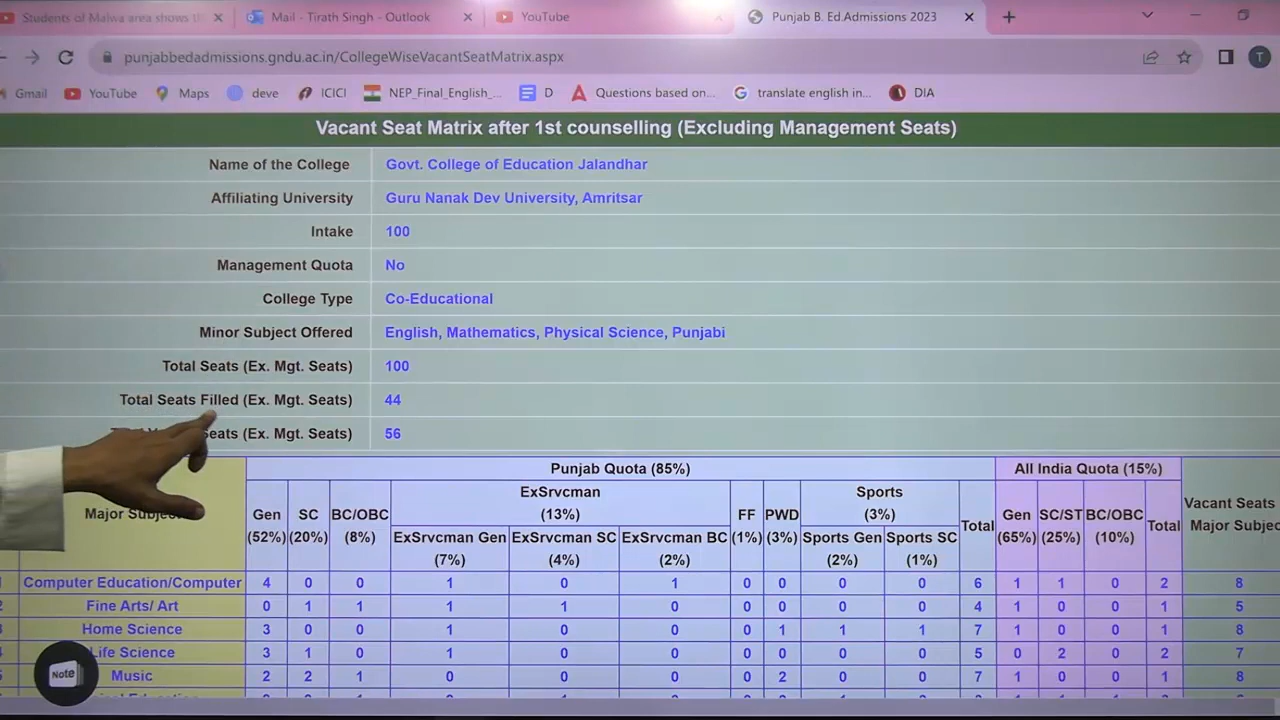 Students of Malwa area shows t
Mail - Tirath Singh - Outlook
YouTube
Punjab B. Ed.Admissions 2023
punjabbedadmissions.gndu.ac.in/CollegeWiseVacantSeatMatrix.aspx
T
Gmail YouTube Maps deve ICICI NEP_Final_English_... D Questions based on... translate english in... DIA
Vacant Seat Matrix after 1st counselling (Excluding Management Seats)
Name of the College Govt. College of Education Jalandhar
Affiliating University Guru Nanak Dev University, Amritsar
Intake 100
Management Quota No
College Type Co-Educational
Minor Subject Offered English, Mathematics, Physical Science, Punjabi
Total Seats (Ex. Mgt. Seats) 100
Total Seats Filled (Ex. Mgt. Seats) 44
Seats (Ex. Mgt. Seats) 56
Punjab Quota (85%) All India Quota (15%)
Major Subject
Gen (52%)
SC (20%)
BC/OBC (8%)
ExSrvcman (13%)
ExSrvcman Gen (7%)
ExSrvcman SC (4%)
ExSrvcman BC (2%)
FF (1%)
PWD (3%)
Sports (3%)
Sports Gen (2%)
Sports SC (1%)
Total
Gen (65%)
SC/ST (25%)
BC/OBC (10%)
Total
Vacant Seats
Major Subjec
1 Computer Education/Computer 4 0 0 1 0 1 0 0 0 0 6 1 1 0 2 8
2 Fine Arts/ Art 0 1 1 1 1 0 0 0 0 0 4 1 0 0 1 5
3 Home Science 3 0 0 1 0 0 0 1 1 1 7 1 0 0 1 8
4 Life Science 3 1 0 1 0 0 0 0 0 0 5 0 2 0 2 7
5 Music 2 2 1 0 0 0 0 2 0 0 7 1 0 0 1 8
Note